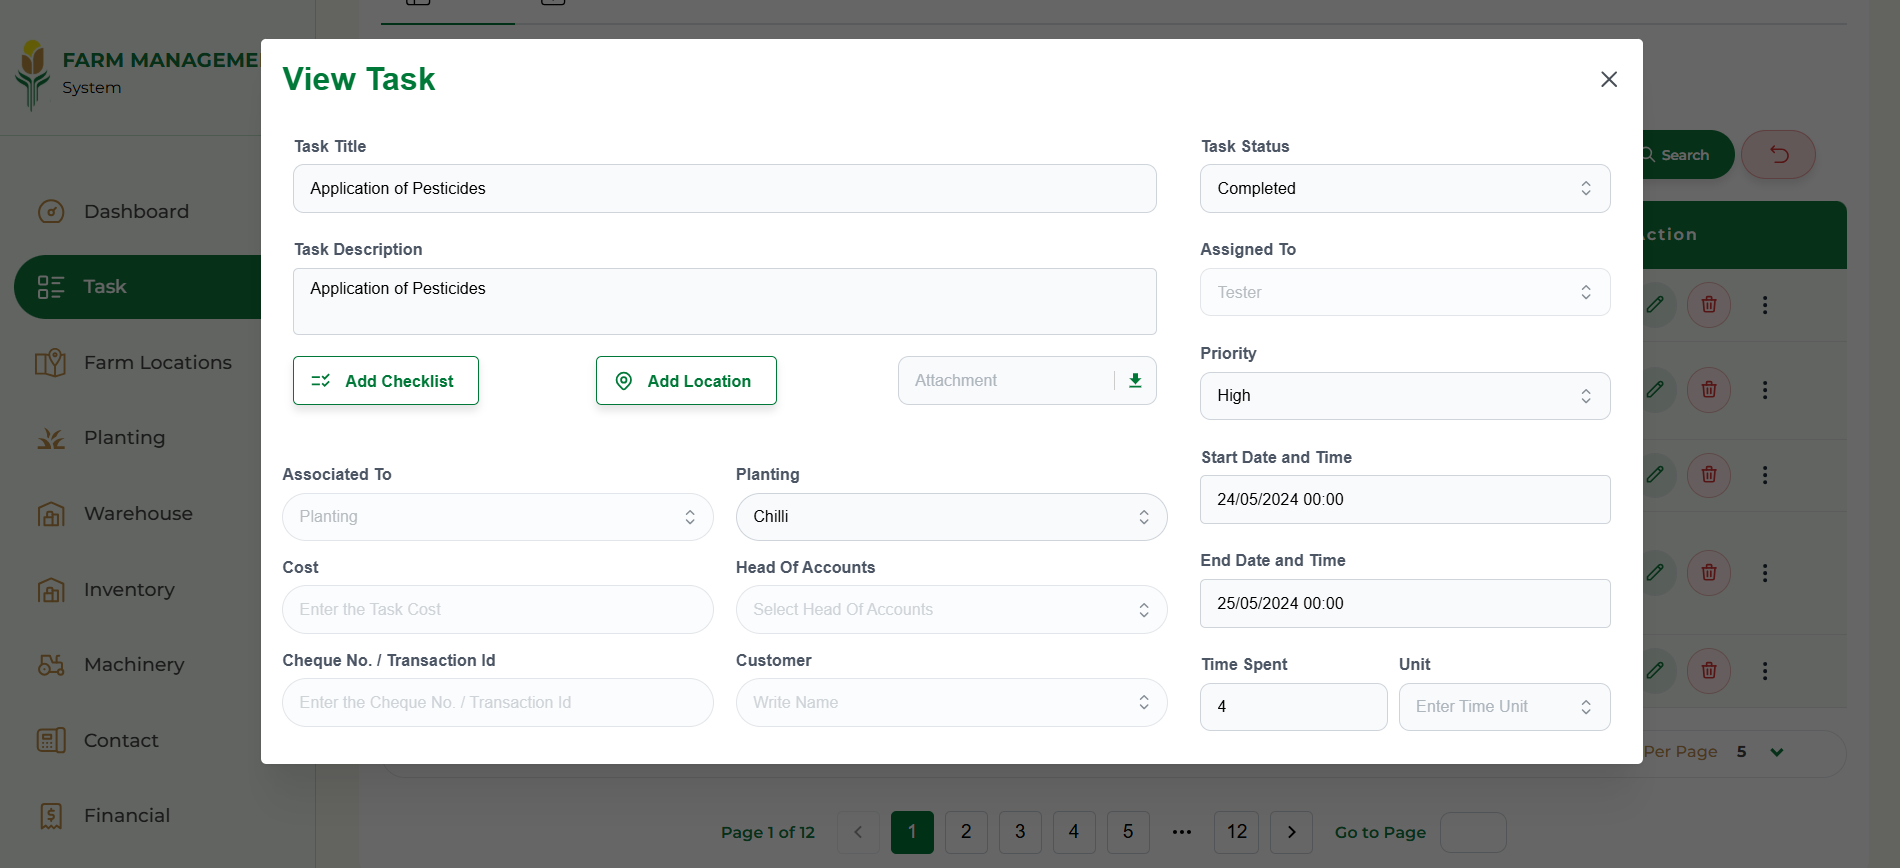 FARM MANAGEME
System
Dashboard
Task
Farm Locations
Planting
Warehouse
Inventory
Machinery
Contact
Financial
View Task
Task Title
Application of Pesticides
Task Description
Application of Pesticides
Add Checklist
Add Location
Attachment
Associated To
Planting
Planting
Chilli
Cost
Enter the Task Cost
Head Of Accounts
Select Head Of Accounts
Cheque No. / Transaction Id
Enter the Cheque No. / Transaction Id
Customer
Write Name
Task Status
Completed
Assigned To
Tester
Priority
High
Start Date and Time
24/05/2024 00:00
End Date and Time
25/05/2024 00:00
Time Spent
4
Unit
Enter Time Unit
Search
ction
Per Page 5
Page 1 of 12
1 2 3 4 5 ••• 12
Go to Page